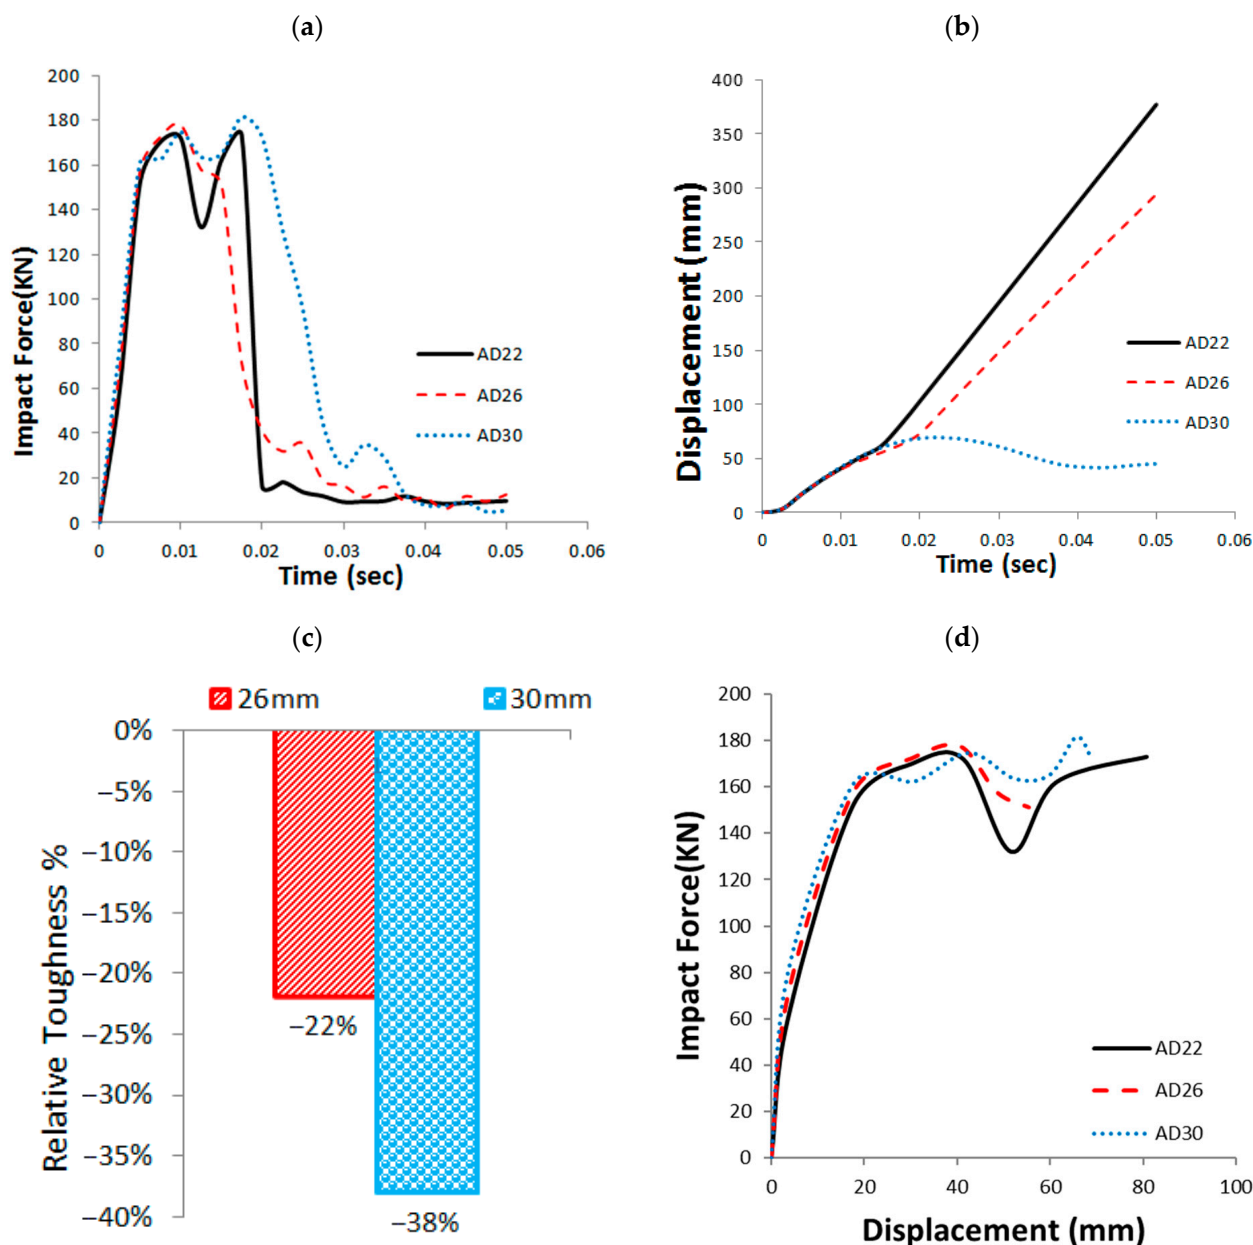 (a)
200
180
160
140
120
100
80
60
40
20
0
Impact Force(KN)
AD22
AD26
AD30
0
0.01
0.02
0.03
0.04
0.05
0.06
Time (sec)
(b)
400
350
300
250
200
150
100
50
0
Displacement (mm)
AD22
AD26
AD30
0
0.01
0.02
0.03
0.04
0.05
0.06
Time (sec)
(c)
26mm
30mm
0%
−5%
−10%
−15%
−20%
−25%
−30%
−35%
−40%
Relative Toughness %
−22%
−38%
(d)
200
180
160
140
120
100
80
60
40
20
0
Impact Force(KN)
AD22
AD26
AD30
0
20
40
60
80
100
Displacement (mm)